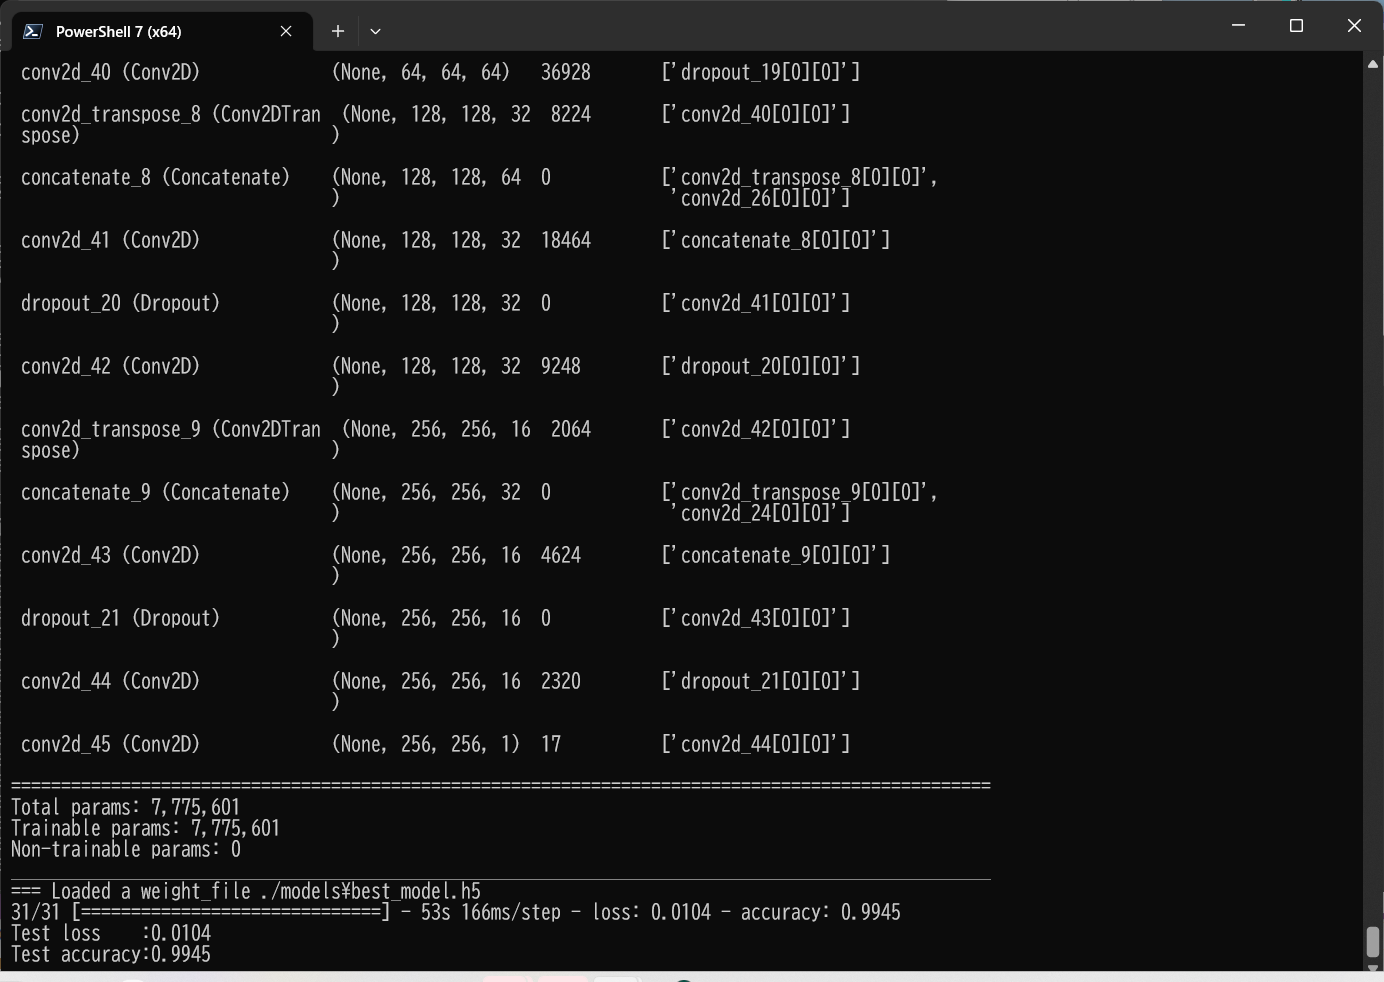 PowerShell 7 (x64)
conv2d_40 (Conv2D) (None, 64, 64, 64) 36928 ['dropout_19[0][0]']
conv2d_transpose_8 (Conv2DTran (None, 128, 128, 32 8224 ['conv2d_40[0][0]']
spose) )
concatenate_8 (Concatenate) (None, 128, 128, 64 0 ['conv2d_transpose_8[0][0]',
) 'conv2d_26[0][0]']
conv2d_41 (Conv2D) (None, 128, 128, 32 18464 ['concatenate_8[0][0]']
)
dropout_20 (Dropout) (None, 128, 128, 32 0 ['conv2d_41[0][0]']
)
conv2d_42 (Conv2D) (None, 128, 128, 32 9248 ['dropout_20[0][0]']
)
conv2d_transpose_9 (Conv2DTran (None, 256, 256, 16 2064 ['conv2d_42[0][0]']
spose) )
concatenate_9 (Concatenate) (None, 256, 256, 32 0 ['conv2d_transpose_9[0][0]',
) 'conv2d_24[0][0]']
conv2d_43 (Conv2D) (None, 256, 256, 16 4624 ['concatenate_9[0][0]']
)
dropout_21 (Dropout) (None, 256, 256, 16 0 ['conv2d_43[0][0]']
)
conv2d_44 (Conv2D) (None, 256, 256, 16 2320 ['dropout_21[0][0]']
)
conv2d_45 (Conv2D) (None, 256, 256, 1) 17 ['conv2d_44[0][0]']
==================================================================================================
Total params: 7,775,601
Trainable params: 7,775,601
Non-trainable params: 0
__________________________________________________________________________________________________
=== Loaded a weight_file ./models¥best_model.h5
31/31 [==============================] - 53s 166ms/step - loss: 0.0104 - accuracy: 0.9945
Test loss :0.0104
Test accuracy:0.9945